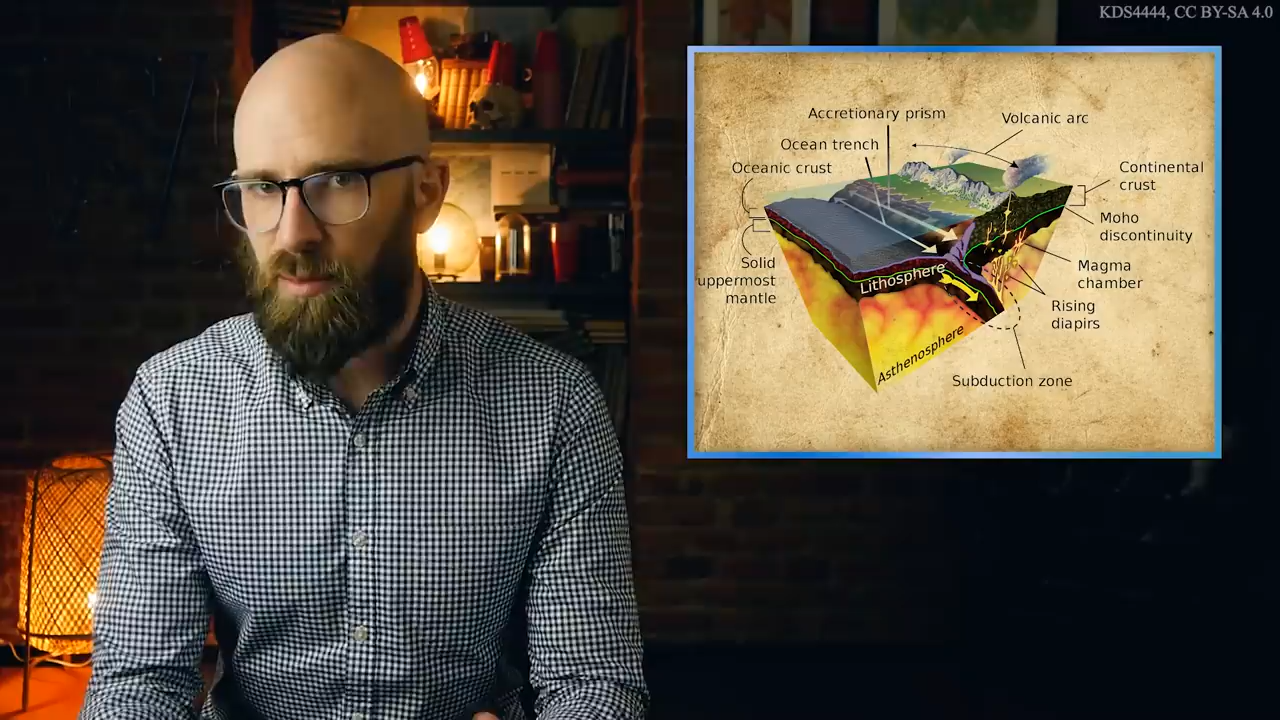 KDS4444, CC BY-SA 4.0
Accretionary prism
Volcanic arc
Ocean trench
Oceanic crust
Continental
crust
Moho
discontinuity
Solid
uppermost
mantle
Lithosphere
Magma
chamber
Rising
diapirs
Asthenosphere
Subduction zone